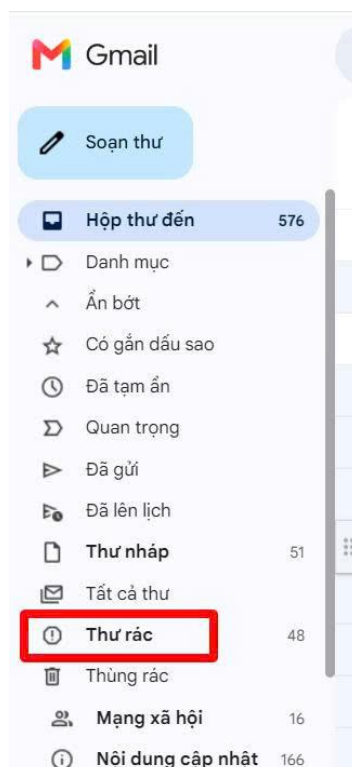 Gmail
Soạn thư
Hộp thư đến 576
Danh mục
Ẩn bớt
Có gắn dấu sao
Đã tạm ẩn
Quan trọng
Đã gửi
Đã lên lịch
Thư nháp 51
Tất cả thư
Thư rác 48
Thùng rác
Mạng xã hội 16
Nội dung cập nhật 166